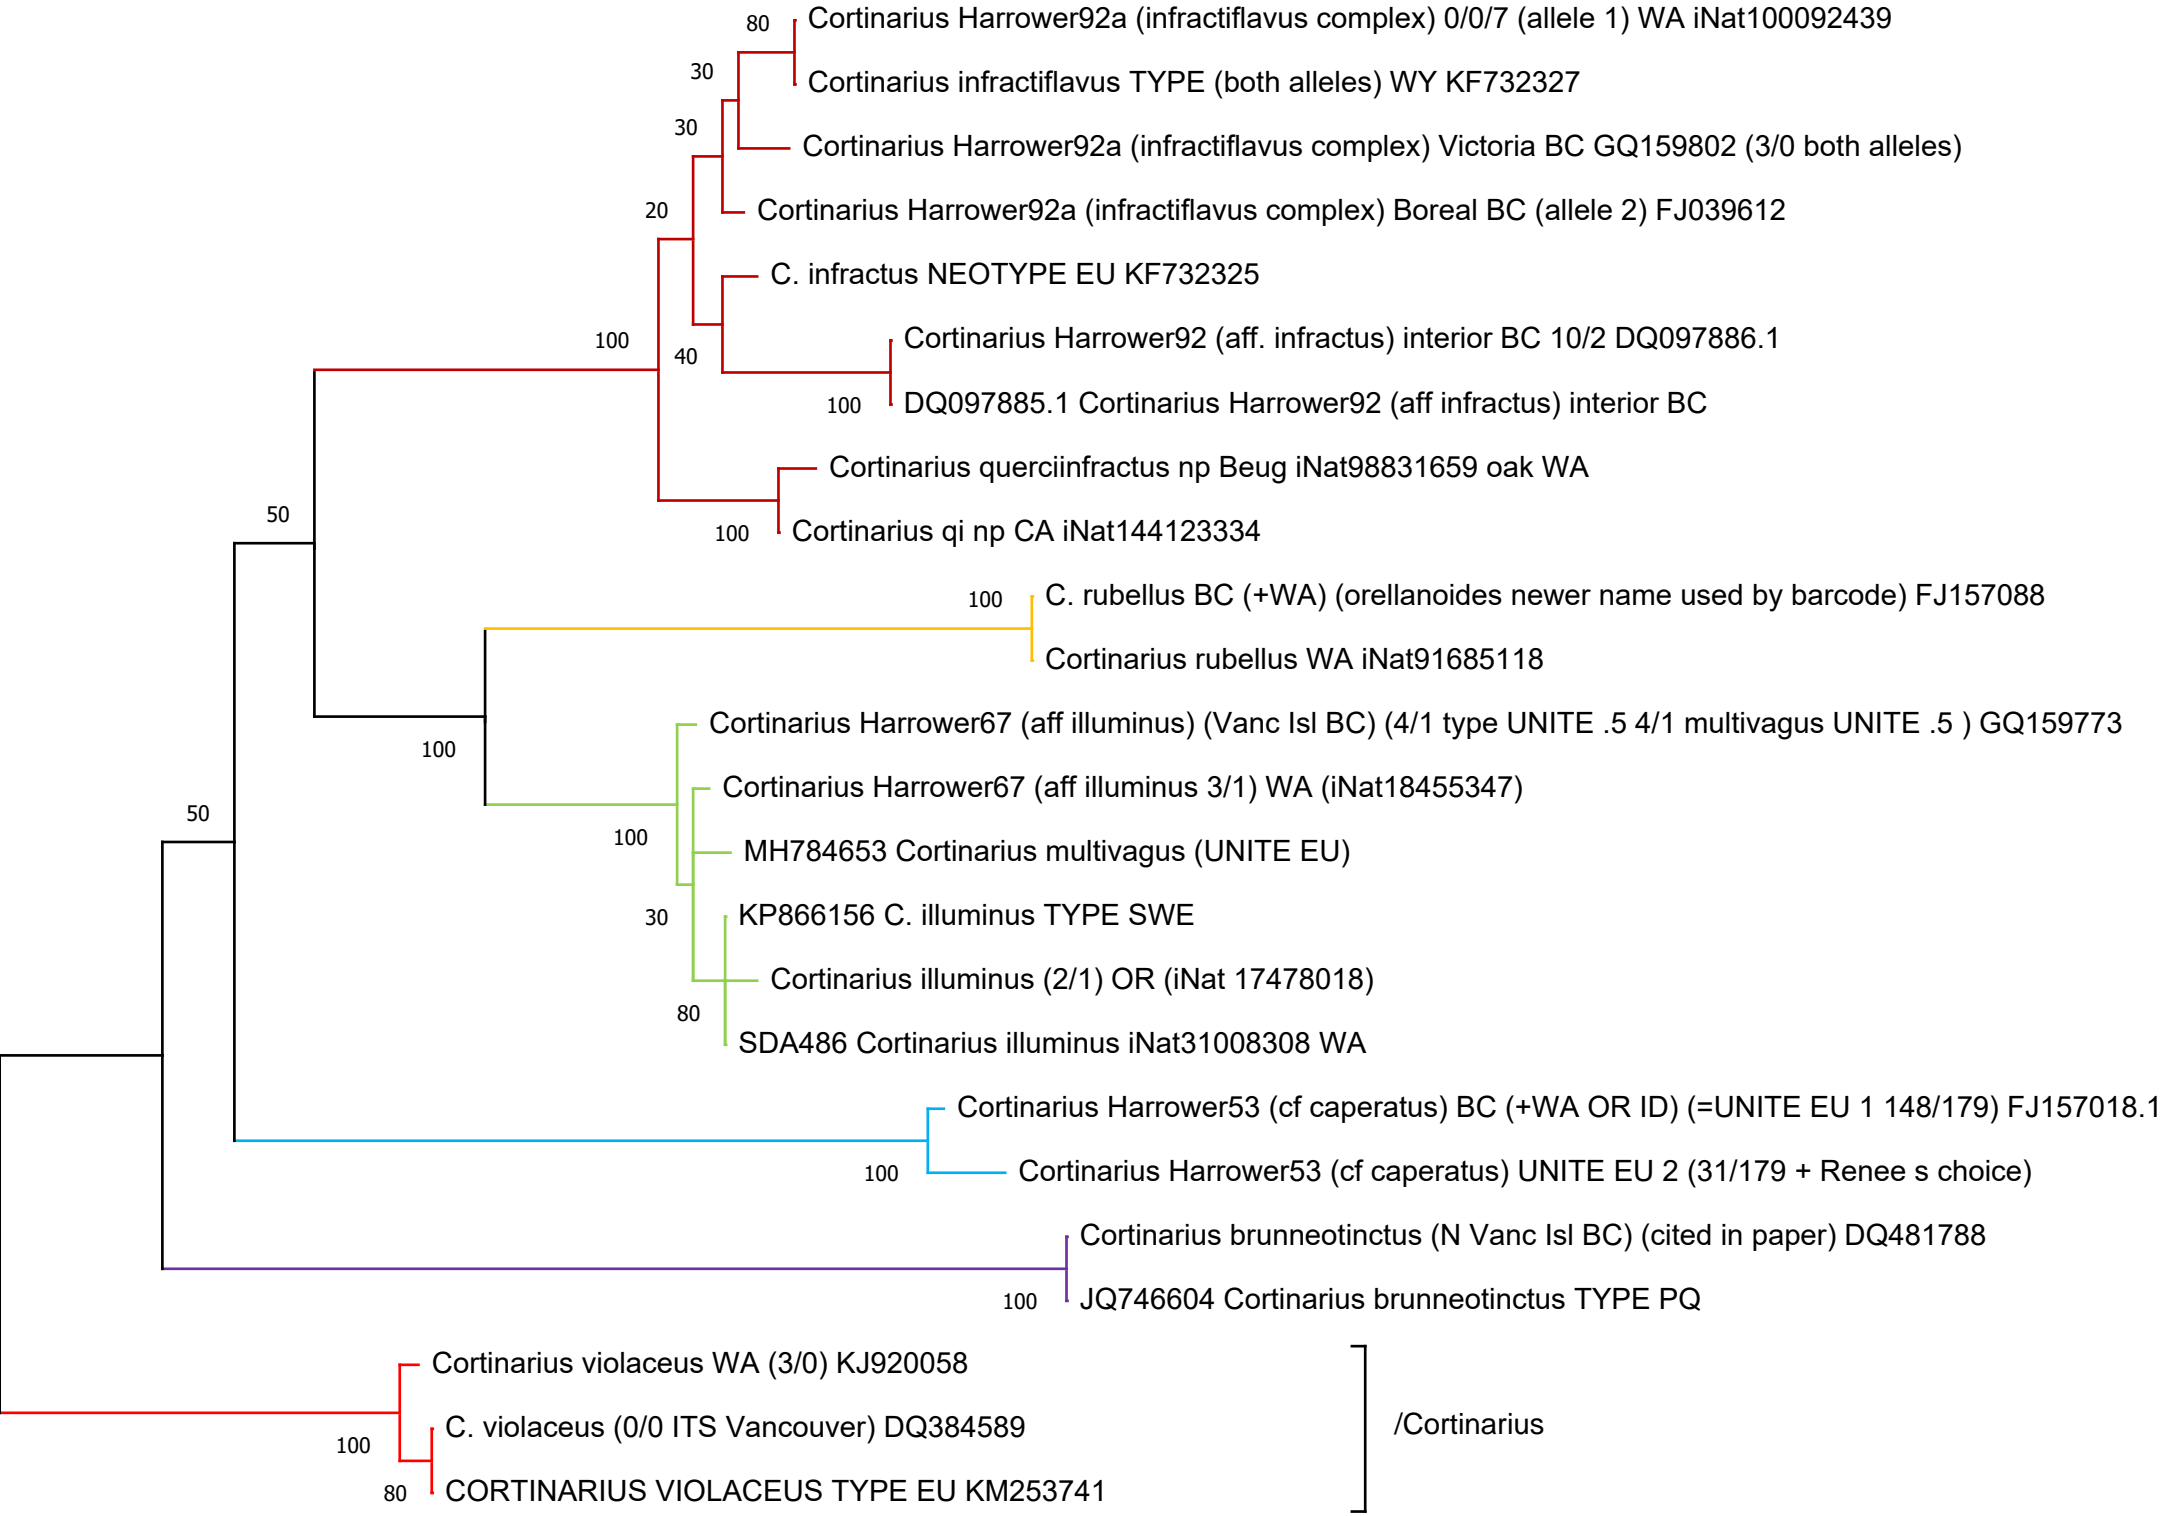 80
Cortinarius Harrower92a (infractiflavus complex) 0/0/7 (allele 1) WA iNat100092439
30
Cortinarius infractiflavus TYPE (both alleles) WY KF732327
30
Cortinarius Harrower92a (infractiflavus complex) Victoria BC GQ159802 (3/0 both alleles)
20
Cortinarius Harrower92a (infractiflavus complex) Boreal BC (allele 2) FJ039612
C. infractus NEOTYPE EU KF732325
100
Cortinarius Harrower92 (aff. infractus) interior BC 10/2 DQ097886.1
40
100
DQ097885.1 Cortinarius Harrower92 (aff infractus) interior BC
Cortinarius querciinfractus np Beug iNat98831659 oak WA
50
100
Cortinarius qi np CA iNat144123334
100
C. rubellus BC (+WA) (orellanoides newer name used by barcode) FJ157088
Cortinarius rubellus WA iNat91685118
Cortinarius Harrower67 (aff illuminus) (Vanc Isl BC) (4/1 type UNITE .5 4/1 multivagus UNITE .5 ) GQ159773
100
Cortinarius Harrower67 (aff illuminus 3/1) WA (iNat18455347)
50
100
MH784653 Cortinarius multivagus (UNITE EU)
30
KP866156 C. illuminus TYPE SWE
Cortinarius illuminus (2/1) OR (iNat 17478018)
80
SDA486 Cortinarius illuminus iNat31008308 WA
Cortinarius Harrower53 (cf caperatus) BC (+WA OR ID) (=UNITE EU 1 148/179) FJ157018.1
100
Cortinarius Harrower53 (cf caperatus) UNITE EU 2 (31/179 + Renee s choice)
Cortinarius brunneotinctus (N Vanc Isl BC) (cited in paper) DQ481788
100
JQ746604 Cortinarius brunneotinctus TYPE PQ
Cortinarius violaceus WA (3/0) KJ920058
100
C. violaceus (0/0 ITS Vancouver) DQ384589
/Cortinarius
80
CORTINARIUS VIOLACEUS TYPE EU KM253741